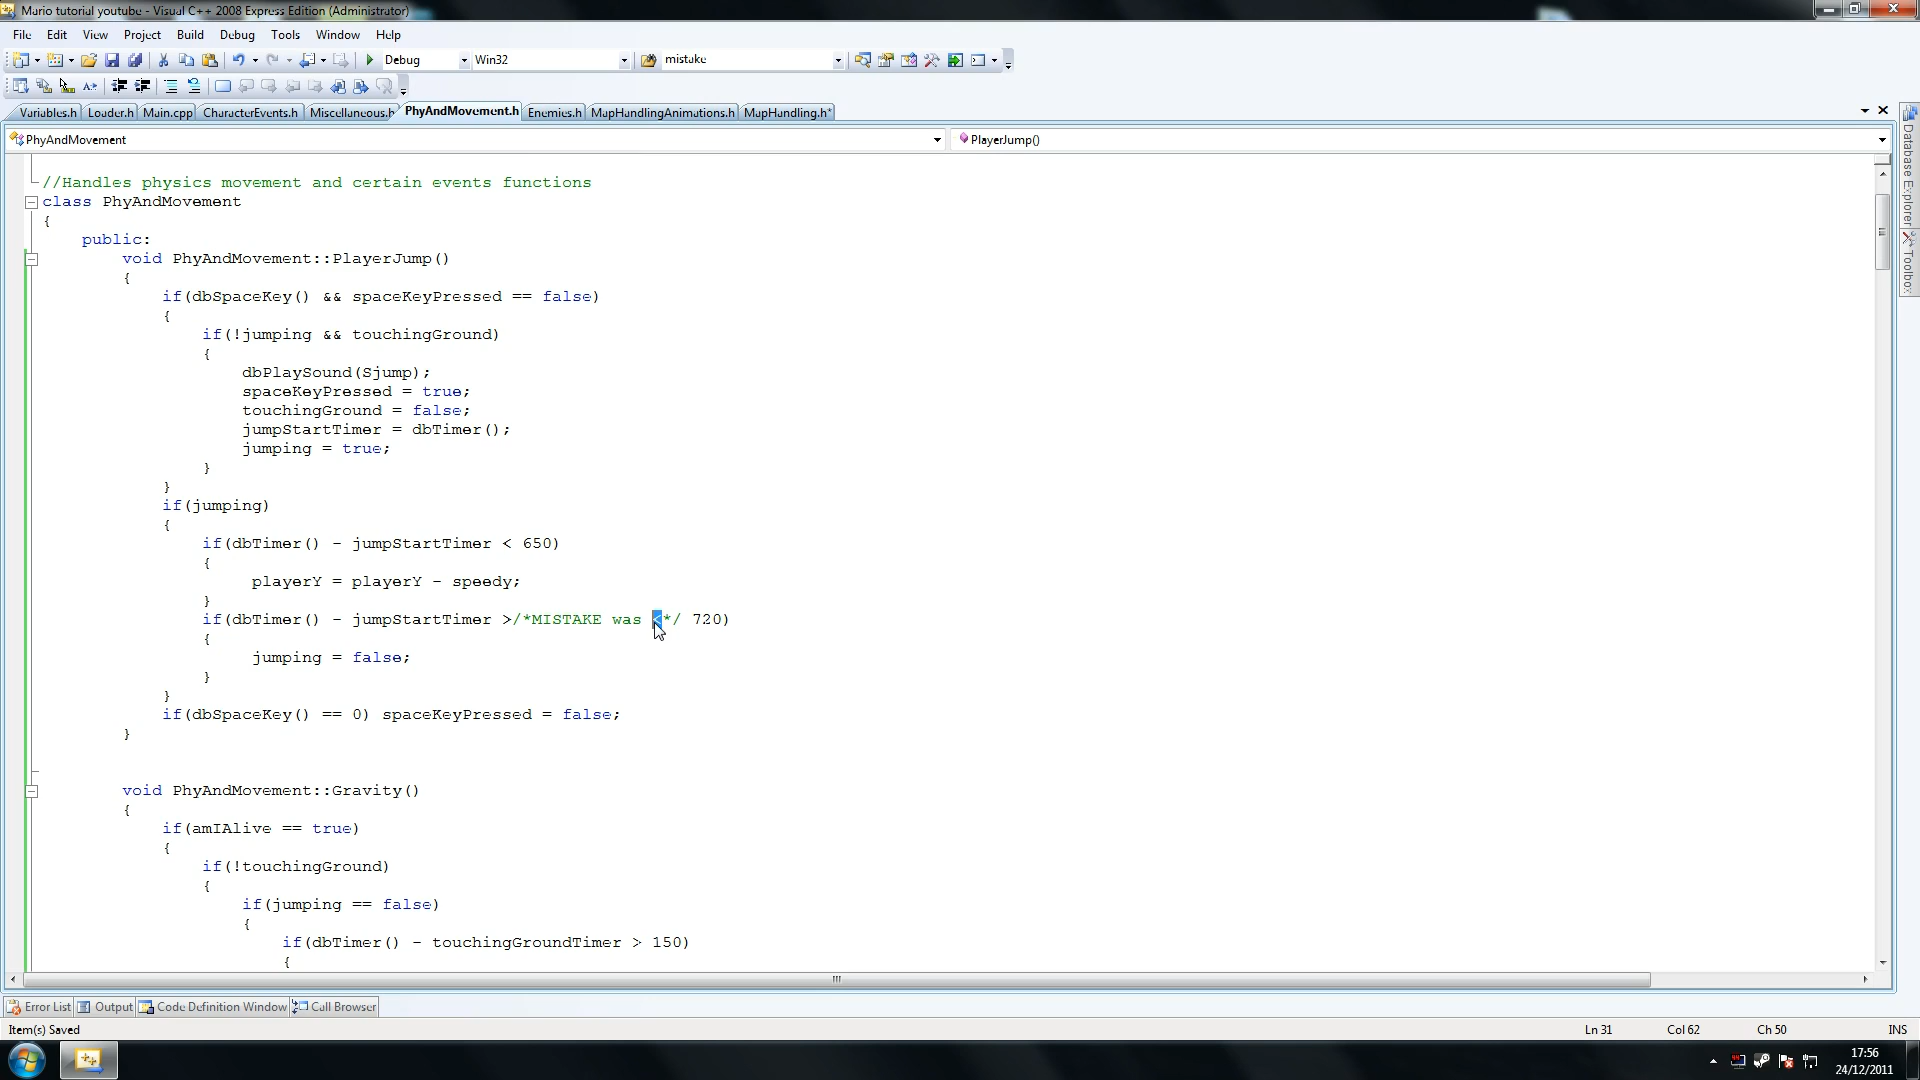 Mario tutorial youtube - Visual C++ 2008 Express Edition (Administrator)
File Edit View Project Build Debug Tools Window Help
Debug Win32 mistake
Variables.h Loader.h Main.cpp CharacterEvents.h Miscellaneous.h PhyAndMovement.h Enemies.h MapHandlingAnimations.h MapHandling.h*
PhyAndMovement PlayerJump()
Database Explorer
Toolbox
//Handles physics movement and certain events functions
class PhyAndMovement
{
public:
void PhyAndMovement::PlayerJump()
{
if(dbSpaceKey() && spaceKeyPressed == false)
{
if(!jumping && touchingGround)
{
dbPlaySound(Sjump);
spaceKeyPressed = true;
touchingGround = false;
jumpStartTimer = dbTimer();
jumping = true;
}
}
if(jumping)
{
if(dbTimer() - jumpStartTimer < 650)
{
playerY = playerY - speedy;
}
if(dbTimer() - jumpStartTimer >/*MISTAKE was <*/ 720)
{
jumping = false;
}
}
if(dbSpaceKey() == 0) spaceKeyPressed = false;
}
void PhyAndMovement::Gravity()
{
if(amIAlive == true)
{
if(!touchingGround)
{
if(jumping == false)
{
if(dbTimer() - touchingGroundTimer > 150)
{
Error List Output Code Definition Window Call Browser
Item(s) Saved Ln 31 Col 62 Ch 50 INS
17:56
24/12/2011